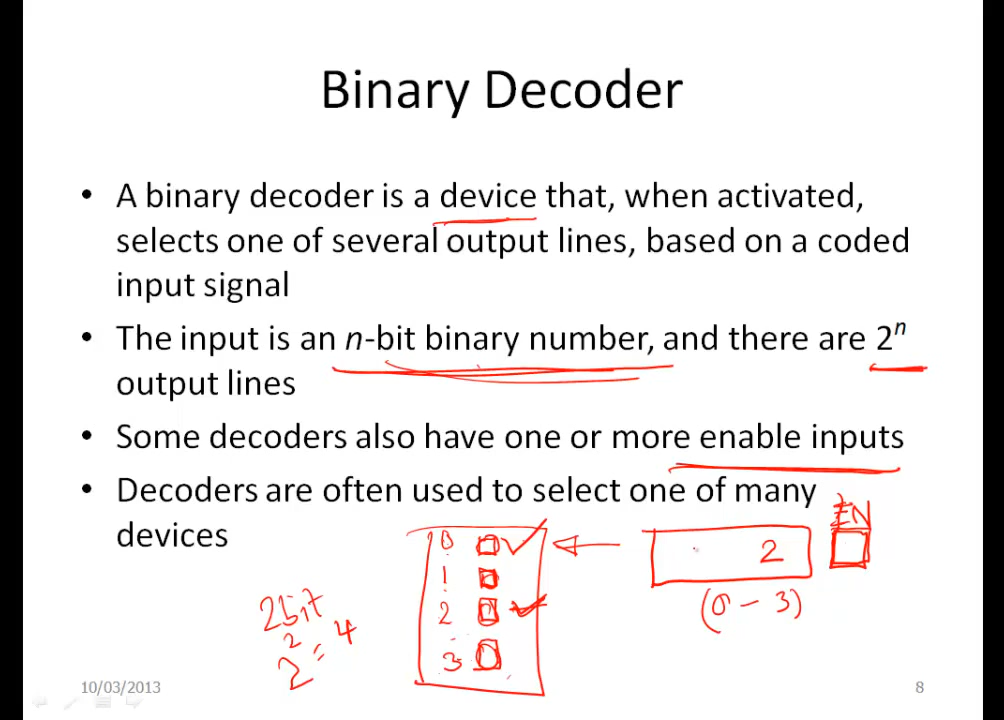 Binary Decoder
• A binary decoder is a device that, when activated,
selects one of several output lines, based on a coded
input signal
• The input is an n-bit binary number, and there are 2ⁿ
output lines
• Some decoders also have one or more enable inputs
• Decoders are often used to select one of many
devices
EN
0
1
2
3
2
(0 - 3)
2bit
2² = 4
10/03/2013
8